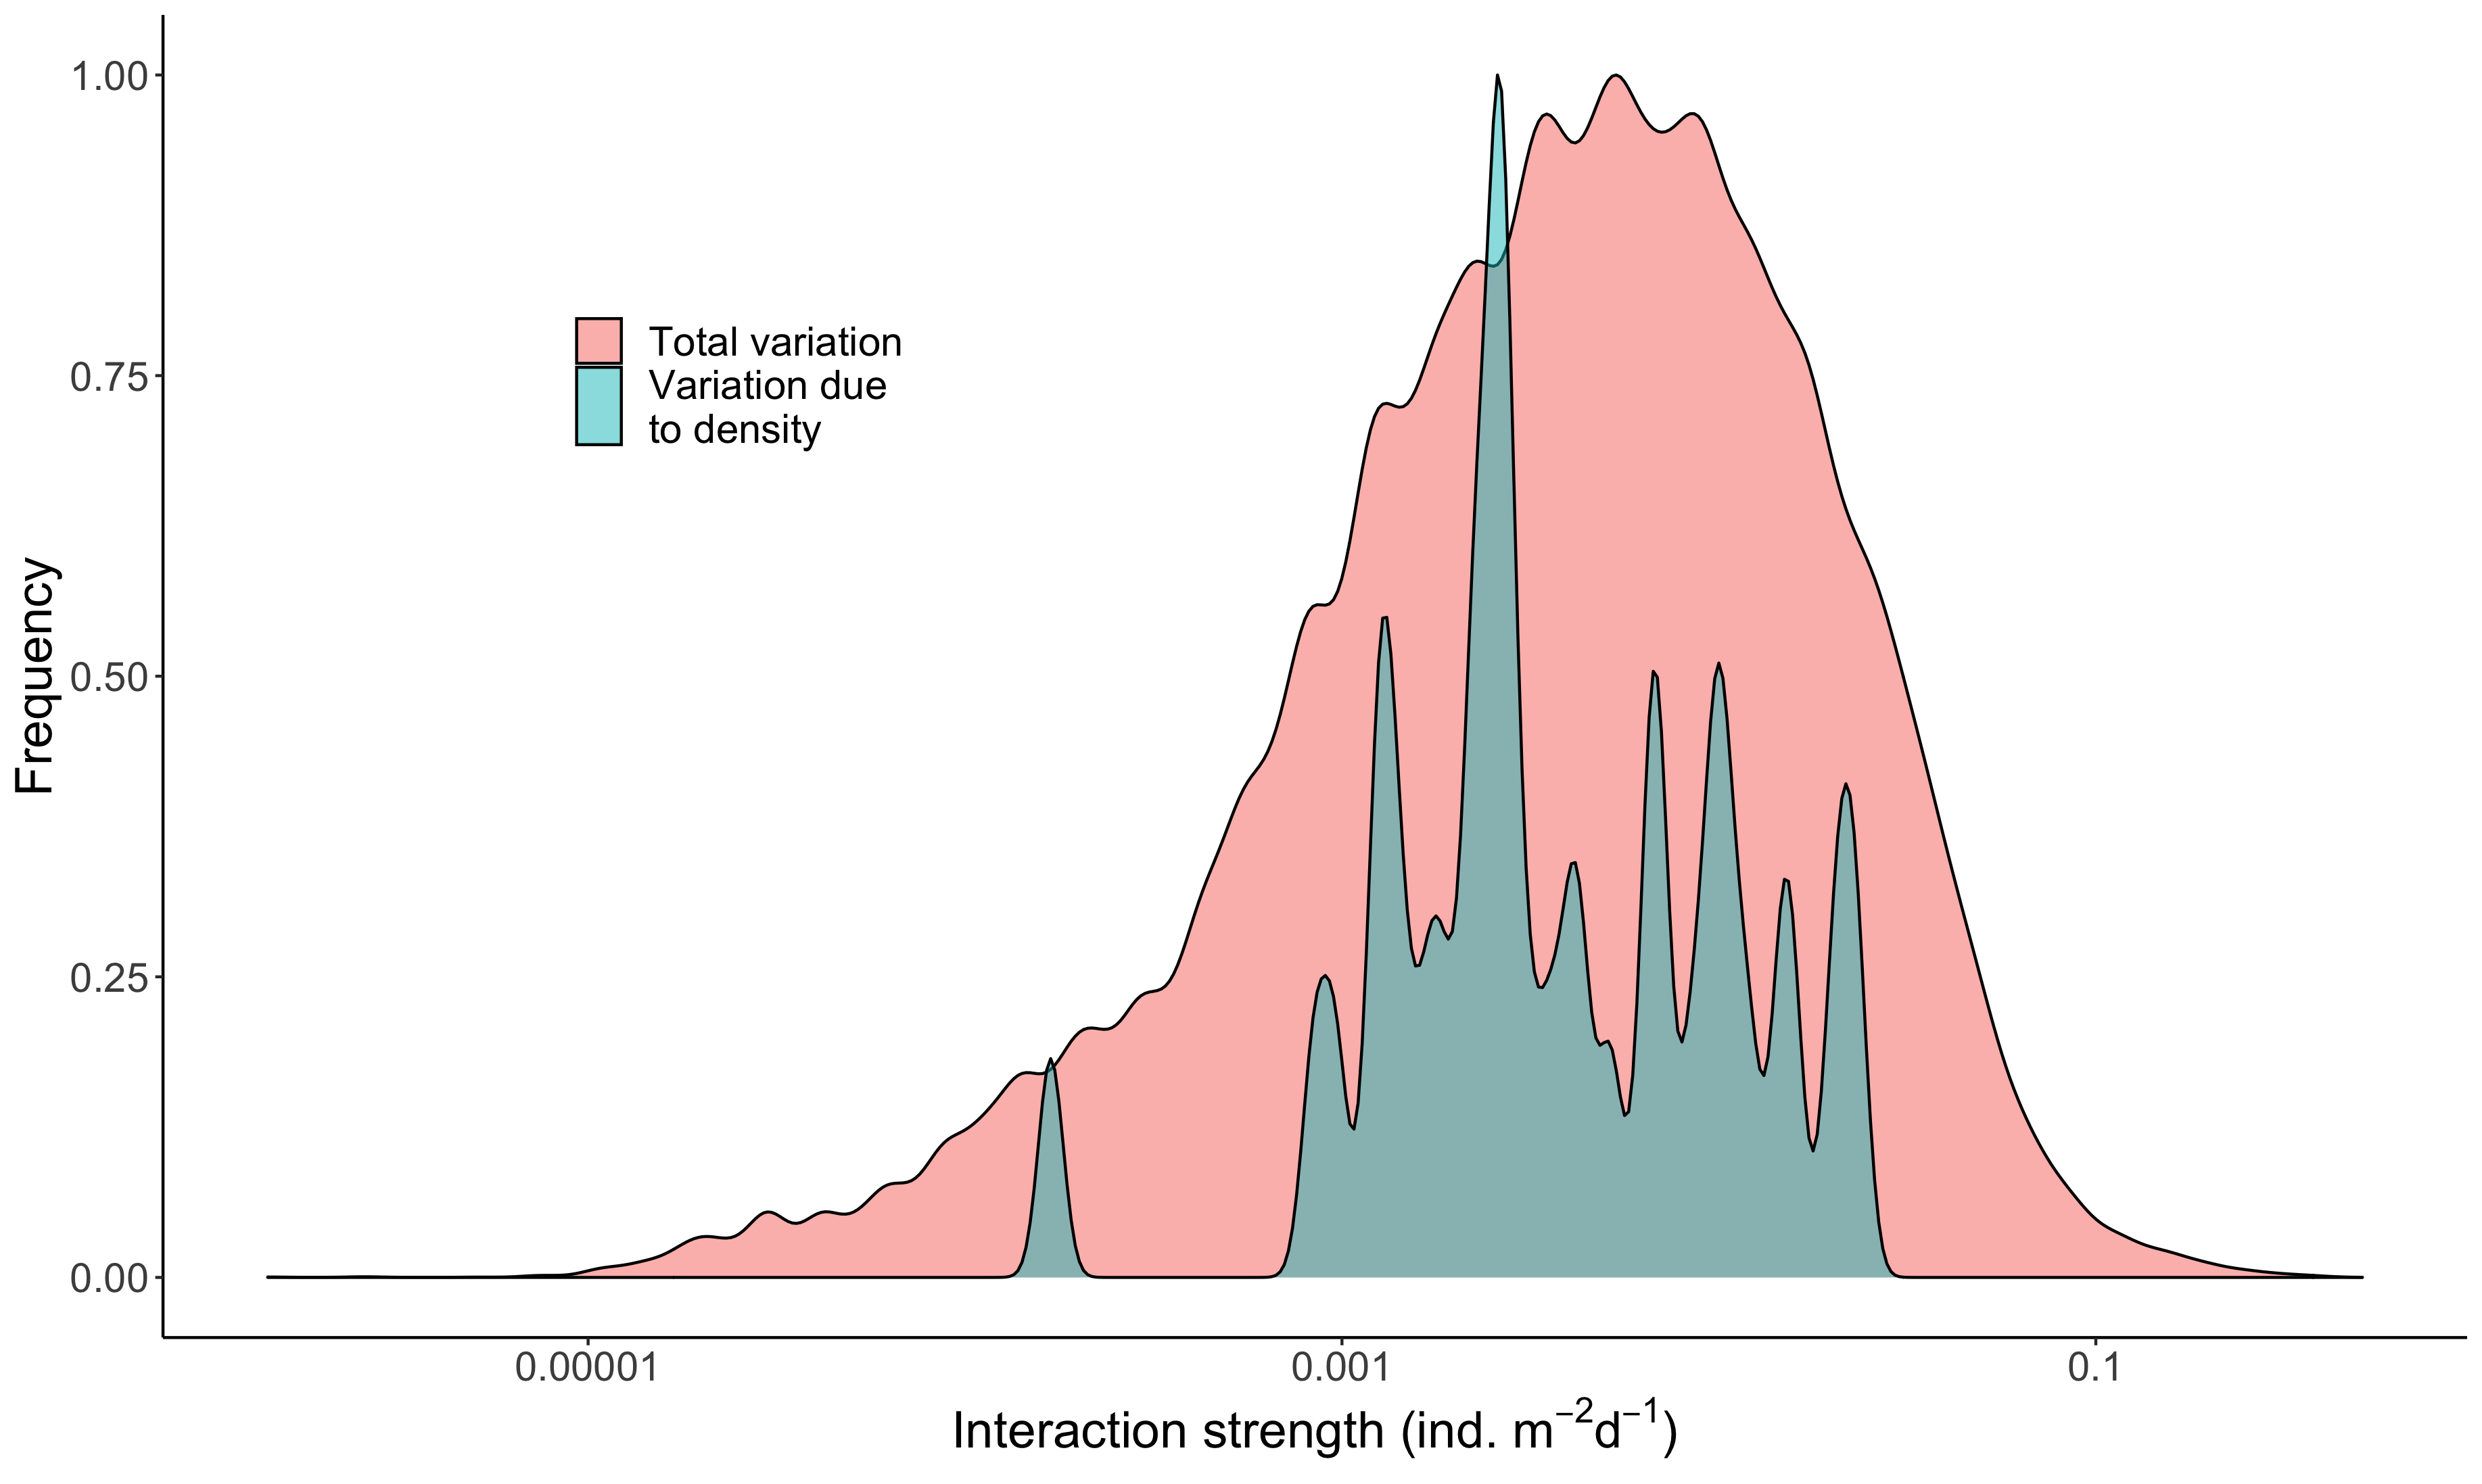 1.00
0.75
0.50
0.25
0.00
Frequency
Total variation
Variation due
to density
0.00001
0.001
0.1
Interaction strength (ind. m⁻²d⁻¹)